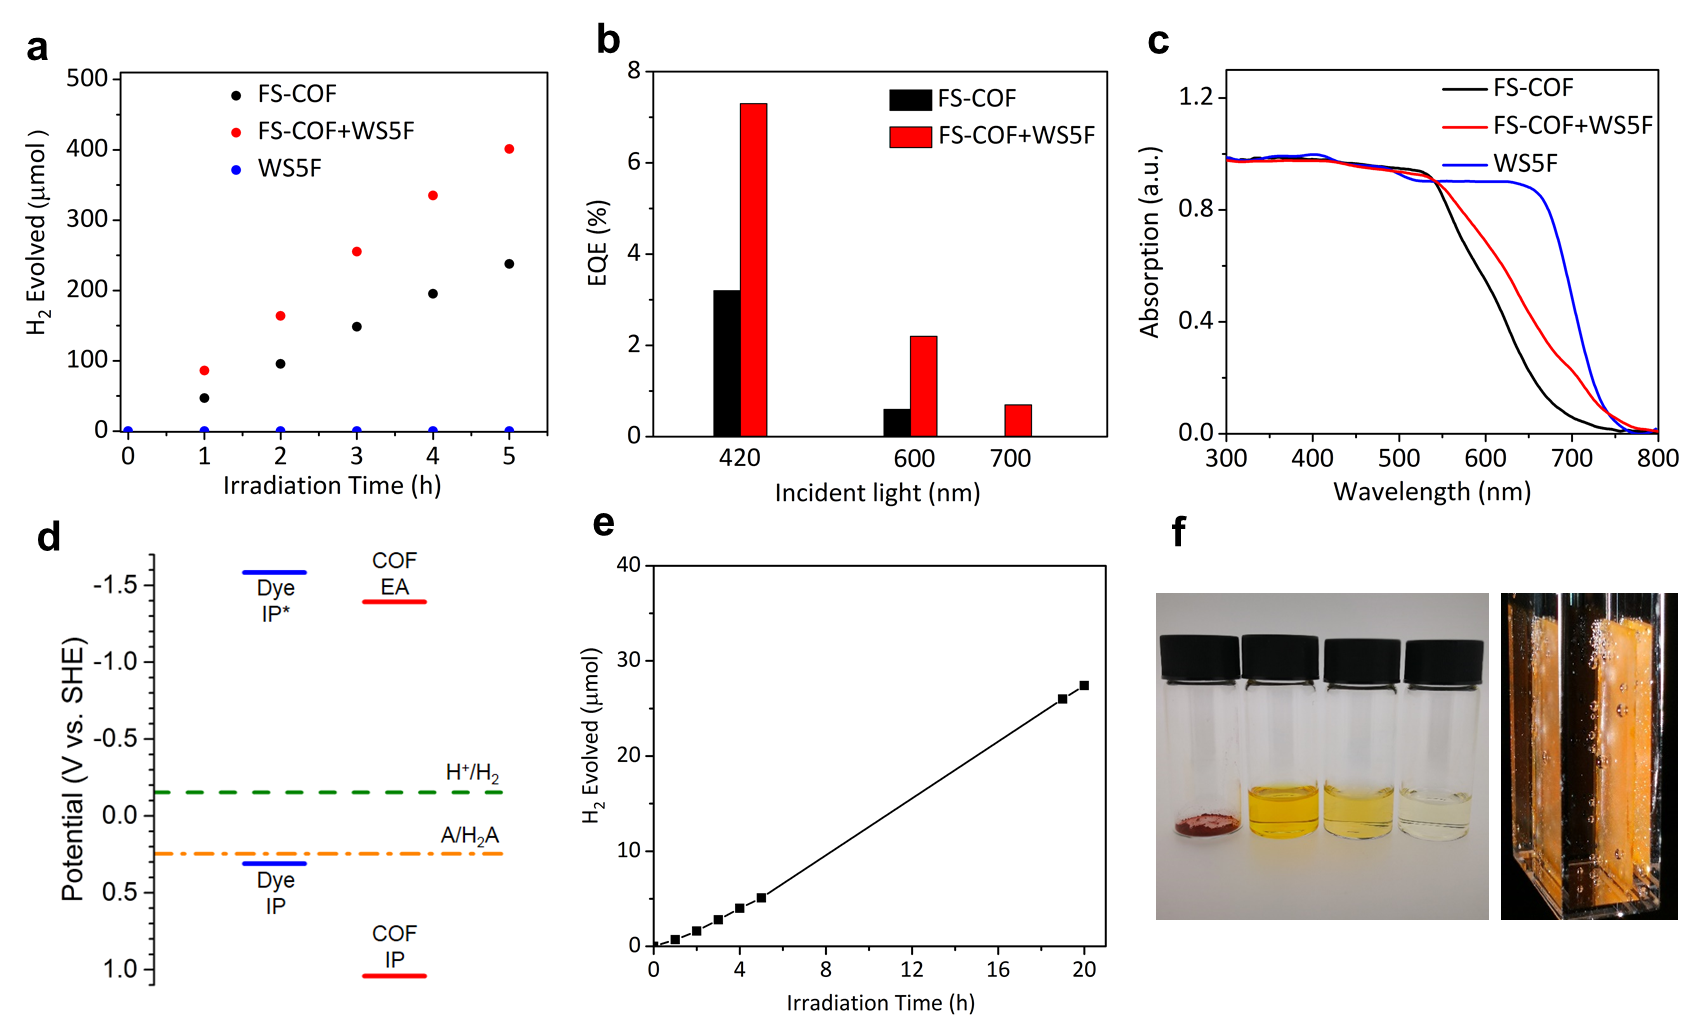 a
500
400
300
200
100
0
0 1 2 3 4 5
H2 Evolved (μmol )
Irradiation Time (h)
FS-COF
FS-COF+WS5F
WS5F
b
8
6
4
2
0
420 600 700
EQE (%)
Incident light (nm)
FS-COF
FS-COF+WS5F
c
1.2
0.8
0.4
0.0
300 400 500 600 700 800
Absorption (a.u.)
Wavelength (nm)
FS-COF
FS-COF+WS5F
WS5F
d
-1.5
-1.0
-0.5
0.0
0.5
1.0
Potential (V vs. SHE)
Dye
IP*
COF
EA
H+/H2
A/H2A
Dye
IP
COF
IP
e
40
30
20
10
0
0 4 8 12 16 20
H2 Evolved (μmol)
Irradiation Time (h)
f